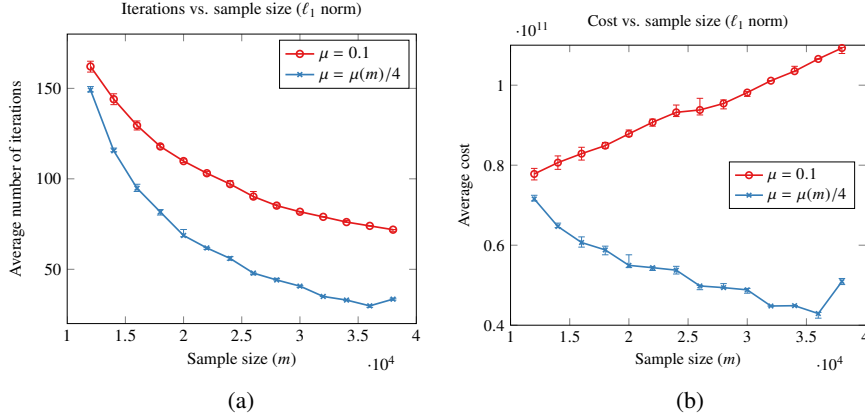 Iterations vs. sample size (ℓ₁ norm)
μ = 0.1
μ = μ(m)/4
150
100
50
Average number of iterations
1
1.5
2
2.5
3
3.5
4
Sample size (m)
·10⁴
(a)
Cost vs. sample size (ℓ₁ norm)
·10¹¹
1
0.8
0.6
0.4
Average cost
μ = 0.1
μ = μ(m)/4
1
1.5
2
2.5
3
3.5
4
Sample size (m)
·10⁴
(b)